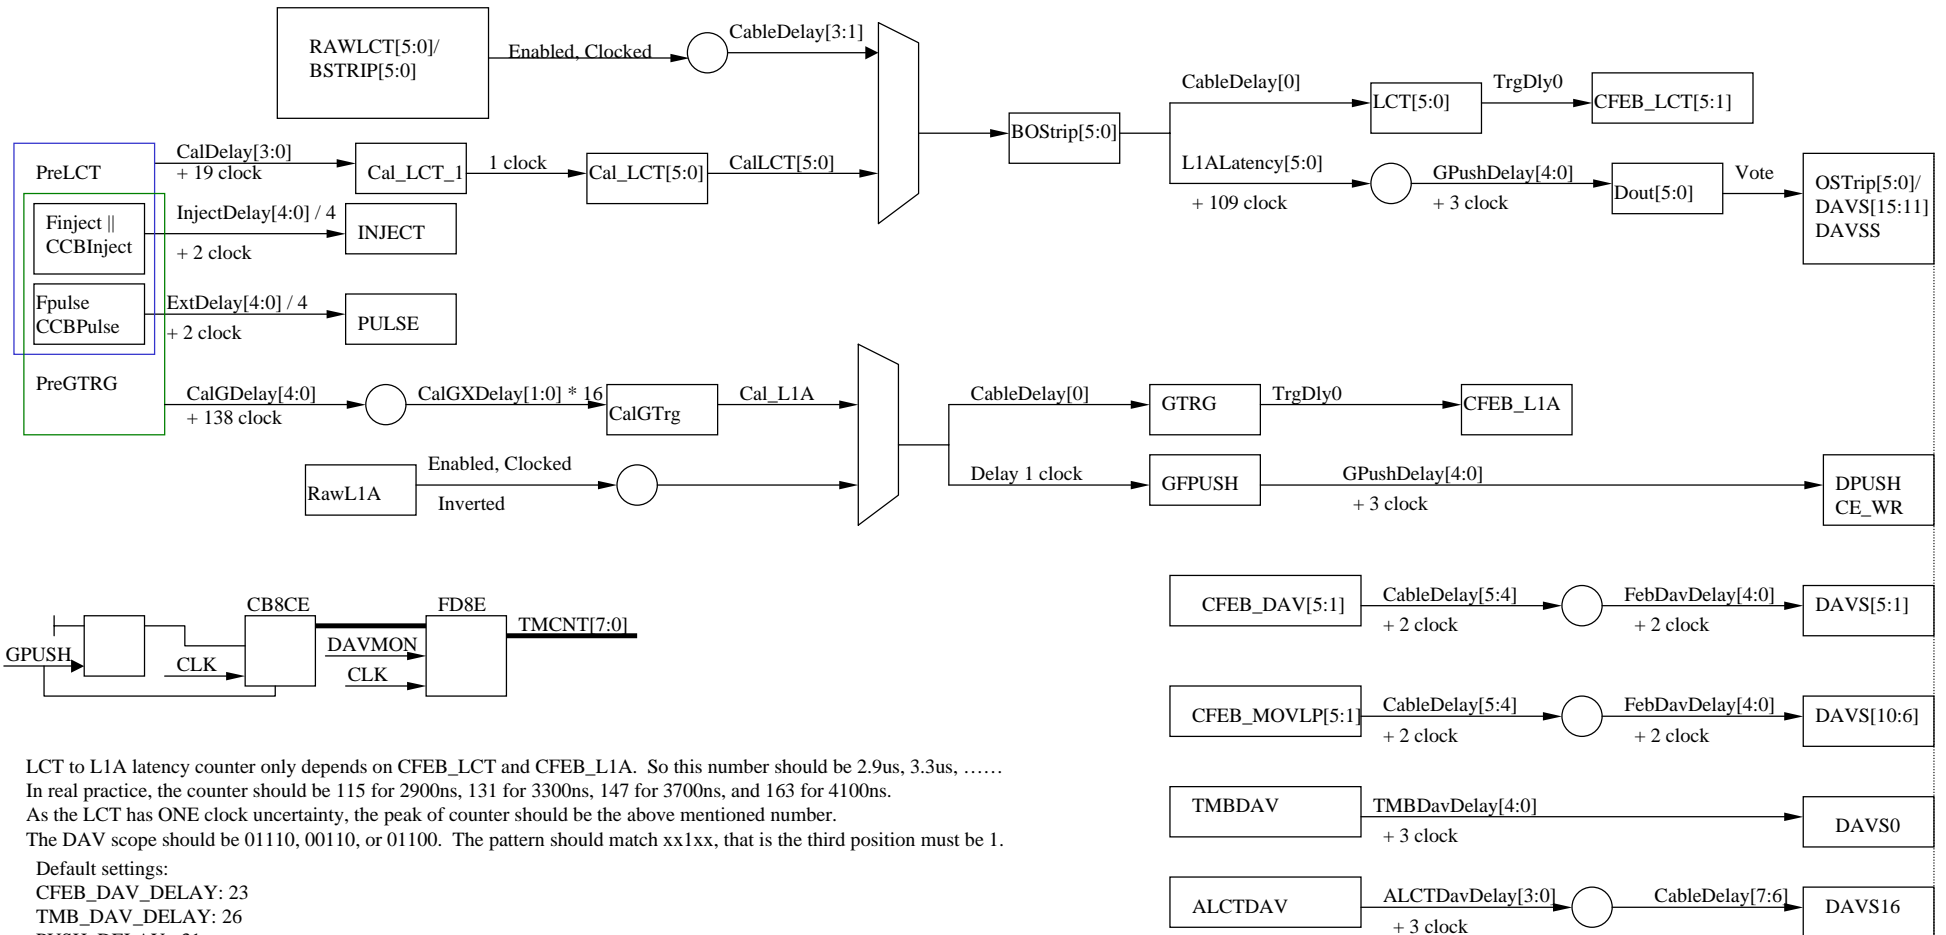 RAWLCT[5:0]/
BSTRIP[5:0]
Enabled, Clocked
CableDelay[3:1]
PreLCT
CalDelay[3:0]
+ 19 clock
Cal_LCT_1
1 clock
Cal_LCT[5:0]
CalLCT[5:0]
BOStrip[5:0]
CableDelay[0]
LCT[5:0]
TrgDly0
CFEB_LCT[5:1]
L1ALatency[5:0]
+ 109 clock
GPushDelay[4:0]
+ 3 clock
Dout[5:0]
Vote
OSTrip[5:0]/
DAVS[15:11]
DAVSS
Finject ||
CCBInject
InjectDelay[4:0] / 4
+ 2 clock
INJECT
Fpulse
CCBPulse
ExtDelay[4:0] / 4
+ 2 clock
PULSE
PreGTRG
CalGDelay[4:0]
+ 138 clock
CalGXDelay[1:0] * 16
CalGTrg
Cal_L1A
CableDelay[0]
GTRG
TrgDly0
CFEB_L1A
RawL1A
Enabled, Clocked
Inverted
Delay 1 clock
GFPUSH
GPushDelay[4:0]
+ 3 clock
DPUSH
CE_WR
CB8CE
FD8E
TMCNT[7:0]
DAVMON
GPUSH
CLK
CLK
CFEB_DAV[5:1]
CableDelay[5:4]
+ 2 clock
FebDavDelay[4:0]
+ 2 clock
DAVS[5:1]
CFEB_MOVLP[5:1]
CableDelay[5:4]
+ 2 clock
FebDavDelay[4:0]
+ 2 clock
DAVS[10:6]
TMBDAV
TMBDavDelay[4:0]
+ 3 clock
DAVS0
ALCTDAV
ALCTDavDelay[3:0]
+ 3 clock
CableDelay[7:6]
DAVS16
LCT to L1A latency counter only depends on CFEB_LCT and CFEB_L1A.  So this number should be 2.9us, 3.3us, ……
In real practice, the counter should be 115 for 2900ns, 131 for 3300ns, 147 for 3700ns, and 163 for 4100ns.
As the LCT has ONE clock uncertainty, the peak of counter should be the above mentioned number.
The DAV scope should be 01110, 00110, or 01100.  The pattern should match xx1xx, that is the third position must be 1.
Default settings:
CFEB_DAV_DELAY: 23
TMB_DAV_DELAY: 26